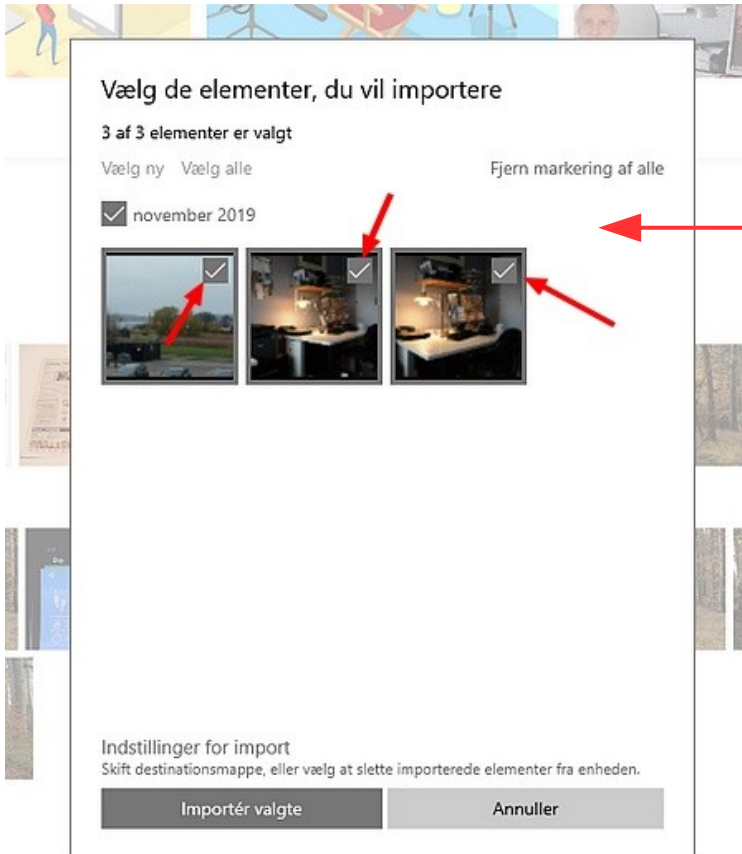 Vælg de elementer, du vil importere
3 af 3 elementer er valgt
Vælg ny Vælg alle Fjern markering af alle
november 2019
Indstillinger for import
Skift destinationsmappe, eller vælg at slette importerede elementer fra enheden.
Importér valgte Annuller